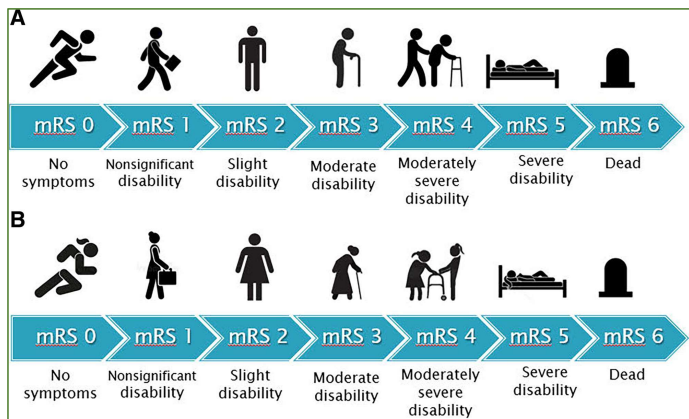 A
mRS 0 mRS 1 mRS 2 mRS 3 mRS 4 mRS 5 mRS 6
No
symptoms
Nonsignificant
disability
Slight
disability
Moderate
disability
Moderately
severe
disability
Severe
disability
Dead
B
mRS 0 mRS 1 mRS 2 mRS 3 mRS 4 mRS 5 mRS 6
No
symptoms
Nonsignificant
disability
Slight
disability
Moderate
disability
Moderately
severe
disability
Severe
disability
Dead